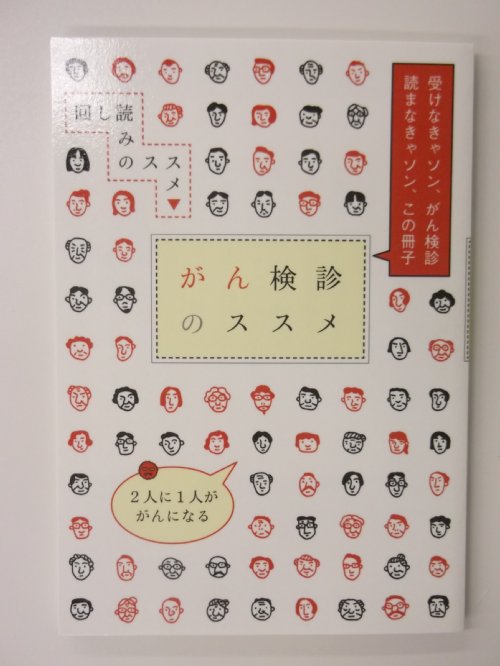 受けなきゃソン、がん検診
読まなきゃソン、この冊子
回し読
みの
ススス
メ
がん検診
のススメ
2人に1人が
がんになる